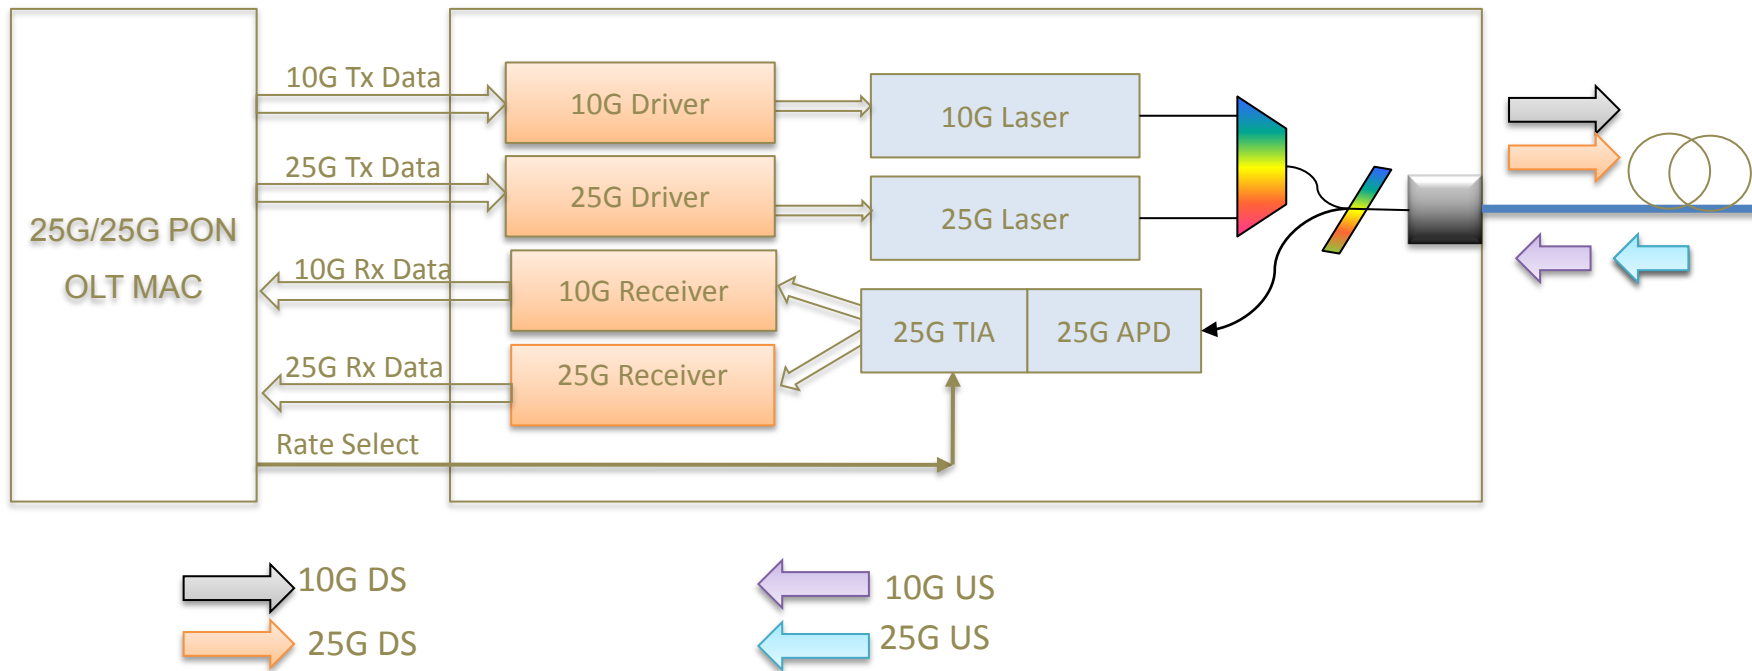 10G Tx Data
10G Driver
10G Laser
25G Tx Data
25G Driver
25G Laser
25G/25G PON
OLT MAC
10G Rx Data
10G Receiver
25G TIA
25G APD
25G Rx Data
25G Receiver
Rate Select
10G DS
10G US
25G DS
25G US